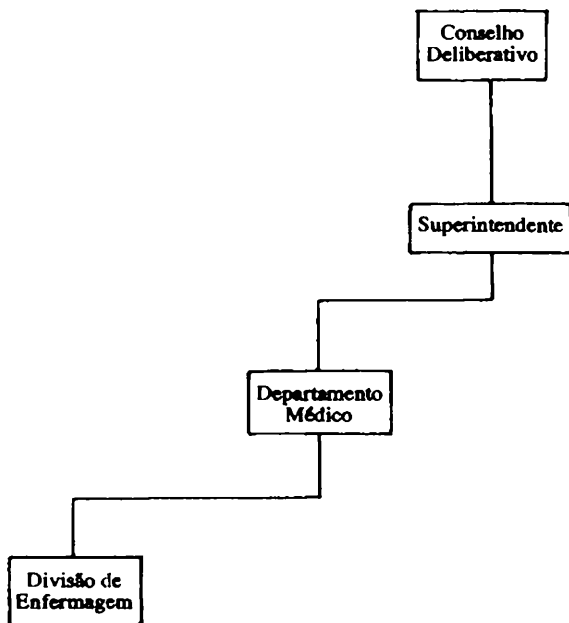 Conselho
Deliberativo
Superintendente
Departamento
Médico
Divisão de
Enfermagem